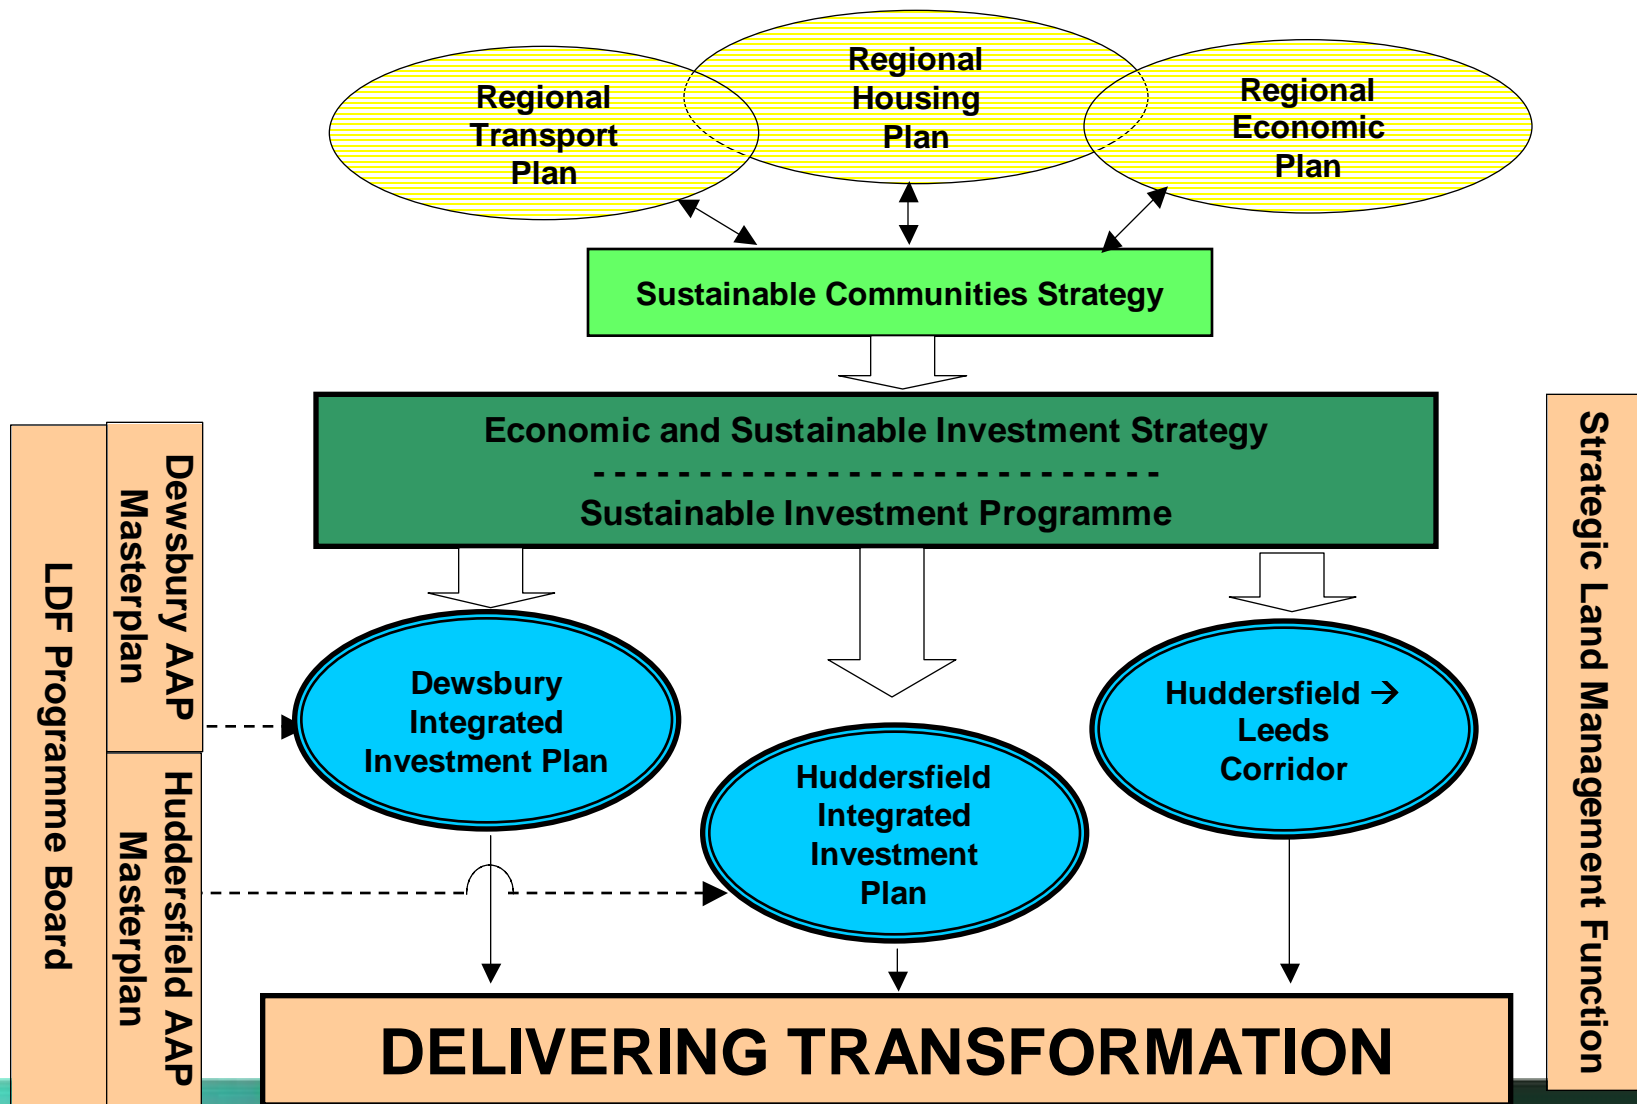 Regional
Transport
Plan
Regional
Housing
Plan
Regional
Economic
Plan
Sustainable Communities Strategy
Economic and Sustainable Investment Strategy
- - - - - - - - - - - - - - - - - - - - - - - - - - -
Sustainable Investment Programme
LDF Programme Board
Dewsbury AAP
Masterplan
Huddersfield AAP
Masterplan
Dewsbury
Integrated
Investment Plan
Huddersfield
Integrated
Investment
Plan
Huddersfield →
Leeds
Corridor
Strategic Land Management Function
DELIVERING TRANSFORMATION